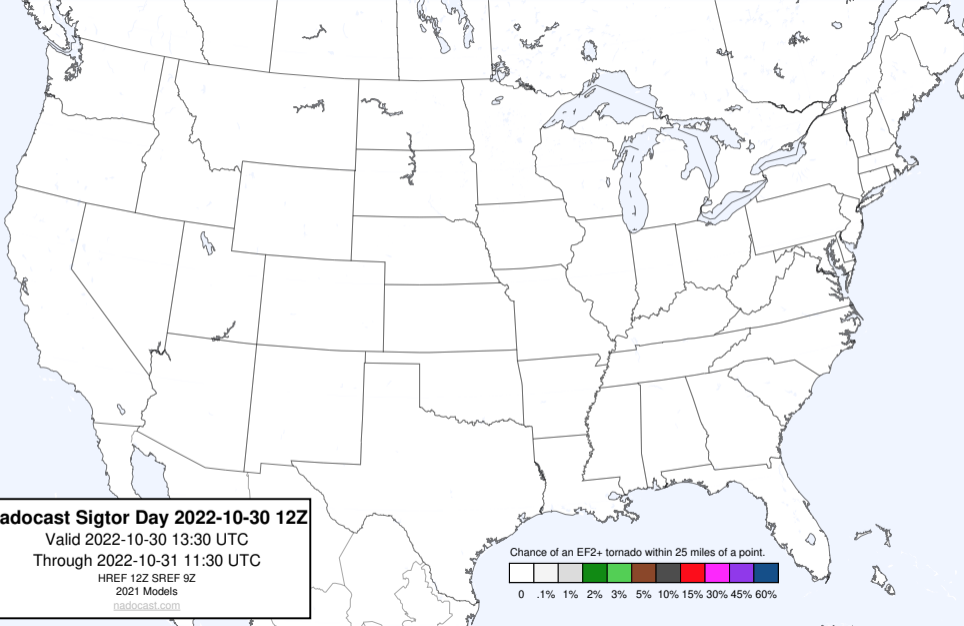 adocast Sigtor Day 2022-10-30 12Z
Valid 2022-10-30 13:30 UTC
Through 2022-10-31 11:30 UTC
HREF 12Z SREF 9Z
2021 Models
nadocast.com
Chance of an EF2+ tornado within 25 miles of a point.
0 .1% 1% 2% 3% 5% 10% 15% 30% 45% 60%